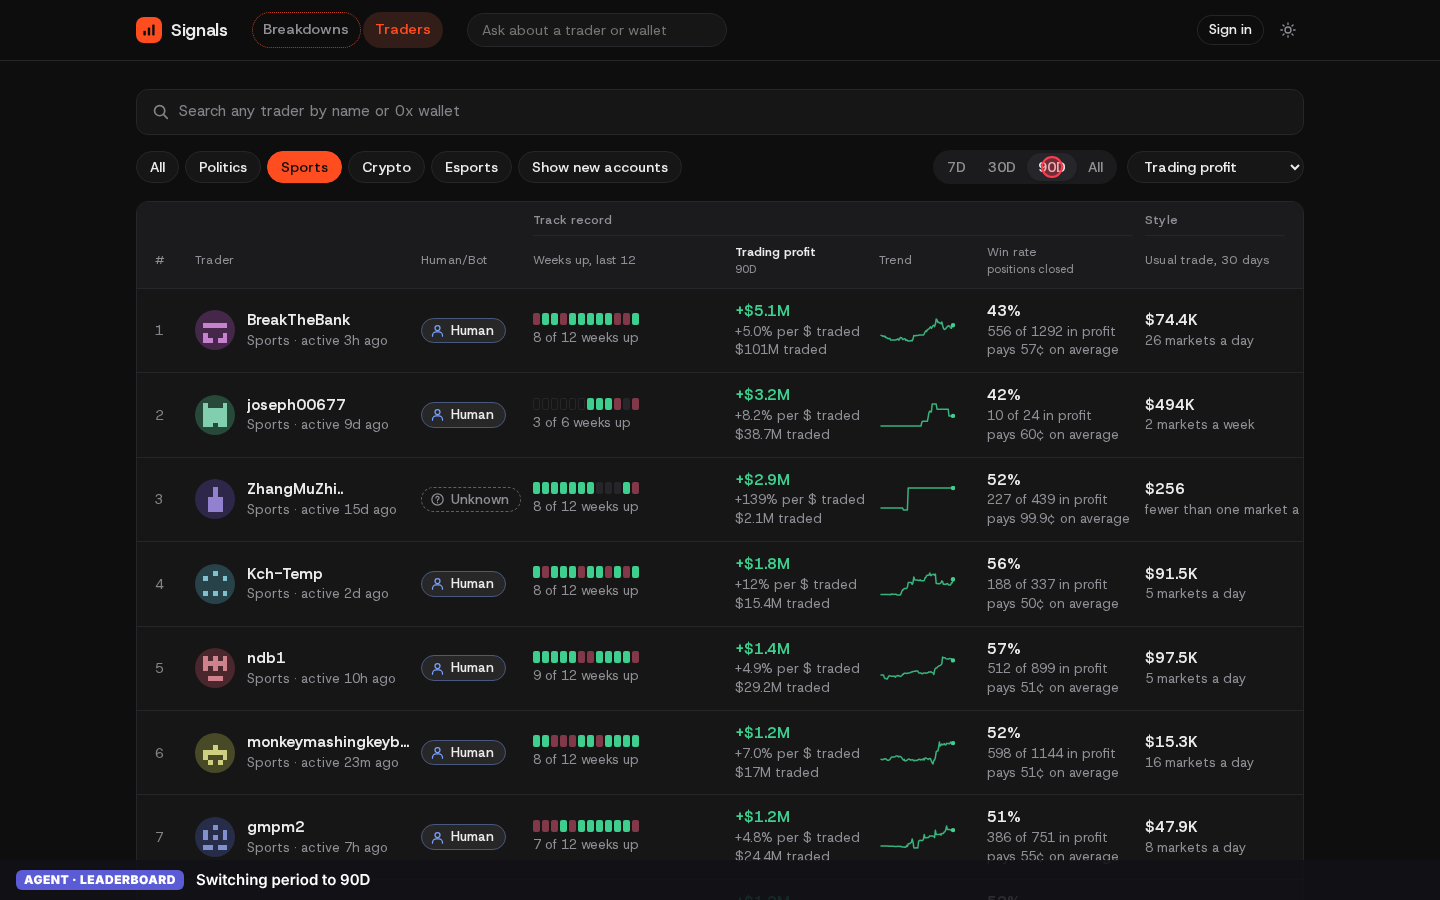 Signals
Breakdowns
Traders
Ask about a trader or wallet
Sign in
Search any trader by name or 0x wallet
All
Politics
Sports
Crypto
Esports
Show new accounts
7D
30D
90D
All
Trading profit
Track record
Style
#
Trader
Human/Bot
Weeks up, last 12
Trading profit
90D
Trend
Win rate
positions closed
Usual trade, 30 days
1
BreakTheBank
Sports · active 3h ago
Human
8 of 12 weeks up
+$5.1M
+5.0% per $ traded
$101M traded
43%
556 of 1292 in profit
pays 57¢ on average
$74.4K
26 markets a day
2
joseph00677
Sports · active 9d ago
Human
3 of 6 weeks up
+$3.2M
+8.2% per $ traded
$38.7M traded
42%
10 of 24 in profit
pays 60¢ on average
$494K
2 markets a week
3
ZhangMuZhi..
Sports · active 15d ago
Unknown
8 of 12 weeks up
+$2.9M
+139% per $ traded
$2.1M traded
52%
227 of 439 in profit
pays 99.9¢ on average
$256
fewer than one market a
4
Kch-Temp
Sports · active 2d ago
Human
8 of 12 weeks up
+$1.8M
+12% per $ traded
$15.4M traded
56%
188 of 337 in profit
pays 50¢ on average
$91.5K
5 markets a day
5
ndb1
Sports · active 10h ago
Human
9 of 12 weeks up
+$1.4M
+4.9% per $ traded
$29.2M traded
57%
512 of 899 in profit
pays 51¢ on average
$97.5K
5 markets a day
6
monkeymashingkeyb...
Sports · active 23m ago
Human
8 of 12 weeks up
+$1.2M
+7.0% per $ traded
$17M traded
52%
598 of 1144 in profit
pays 51¢ on average
$15.3K
16 markets a day
7
gmpm2
Sports · active 7h ago
Human
7 of 12 weeks up
+$1.2M
+4.8% per $ traded
$24.4M traded
51%
386 of 751 in profit
pays 55¢ on average
$47.9K
8 markets a day
AGENT · LEADERBOARD
Switching period to 90D